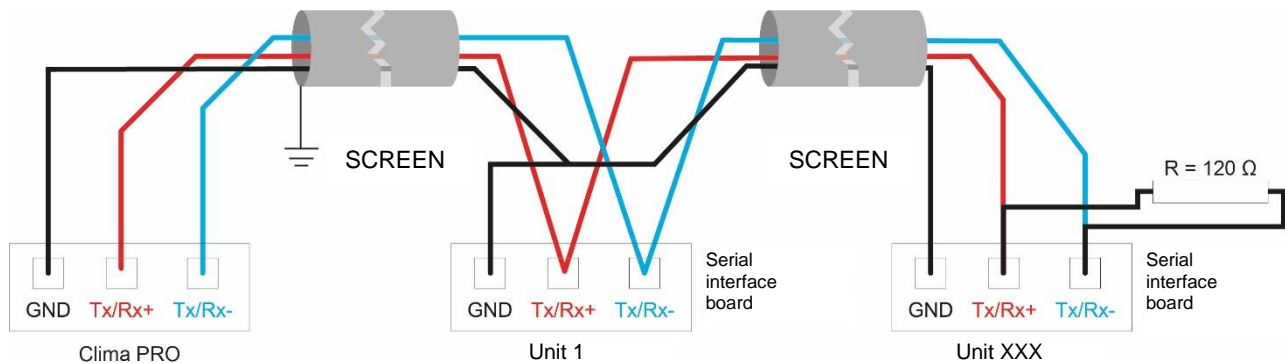 SCREEN
SCREEN
R = 120 Ω
GND Tx/Rx+ Tx/Rx-
Clima PRO
GND Tx/Rx+ Tx/Rx-
Unit 1
Serial
interface
board
GND Tx/Rx+ Tx/Rx-
Unit XXX
Serial
interface
board